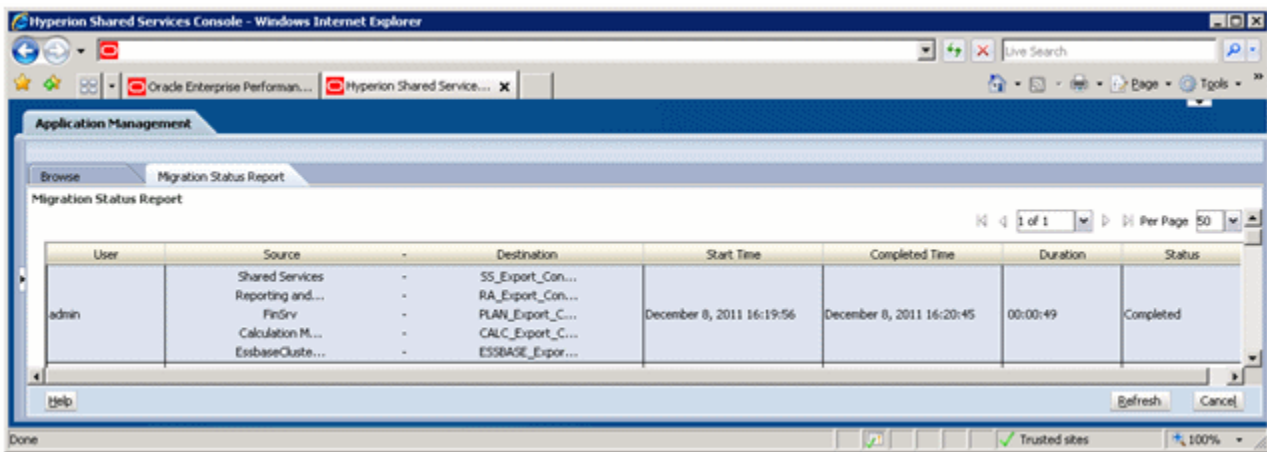 Hyperion Shared Services Console - Windows Internet Explorer
Live Search
Oracle Enterprise Performan... Hyperion Shared Service... X Page Tools
Application Management
Browse Migration Status Report
Migration Status Report
1 of 1 Per Page 50
User Source - Destination Start Time Completed Time Duration Status
Shared Services - SS_Export_Con...
Reporting and... - RA_Export_Con...
admin FinSrv - PLAN_Export_C... December 8, 2011 16:19:56 December 8, 2011 16:20:45 00:00:49 Completed
Calculation M... - CALC_Export_C...
EssbaseCluste... - ESSBASE_Expor...
Help Refresh Cancel
Done Trusted sites 100%